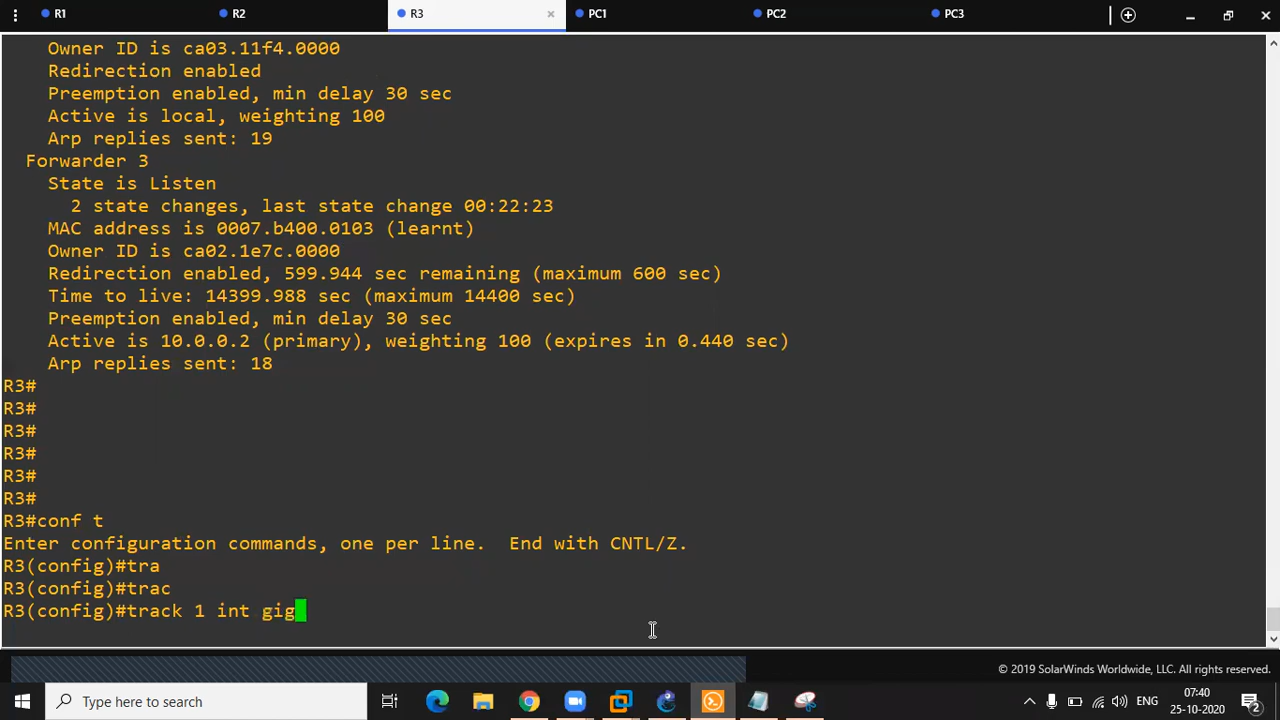 R1
R2
R3
PC1
PC2
PC3
Owner ID is ca03.11f4.0000
Redirection enabled
Preemption enabled, min delay 30 sec
Active is local, weighting 100
Arp replies sent: 19
Forwarder 3
State is Listen
2 state changes, last state change 00:22:23
MAC address is 0007.b400.0103 (learnt)
Owner ID is ca02.1e7c.0000
Redirection enabled, 599.944 sec remaining (maximum 600 sec)
Time to live: 14399.988 sec (maximum 14400 sec)
Preemption enabled, min delay 30 sec
Active is 10.0.0.2 (primary), weighting 100 (expires in 0.440 sec)
Arp replies sent: 18
R3#
R3#
R3#
R3#
R3#
R3#
R3#conf t
Enter configuration commands, one per line.  End with CNTL/Z.
R3(config)#tra
R3(config)#trac
R3(config)#track 1 int gig
© 2019 SolarWinds Worldwide, LLC. All rights reserved.
Type here to search
ENG
07:40
25-10-2020
2